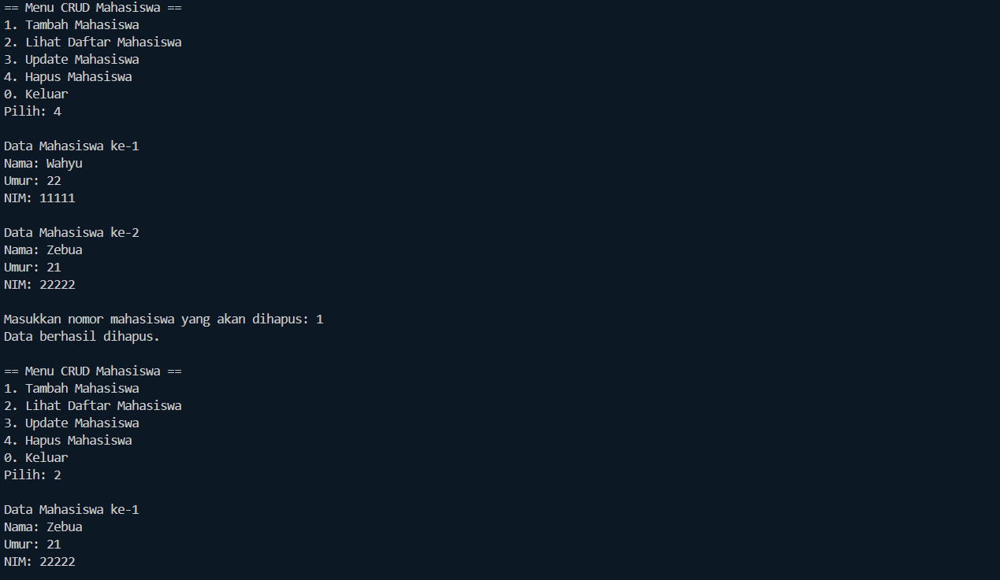 == Menu CRUD Mahasiswa ==
1. Tambah Mahasiswa
2. Lihat Daftar Mahasiswa
3. Update Mahasiswa
4. Hapus Mahasiswa
0. Keluar
Pilih: 4
Data Mahasiswa ke-1
Nama: Wahyu
Umur: 22
NIM: 11111
Data Mahasiswa ke-2
Nama: Zebua
Umur: 21
NIM: 22222
Masukkan nomor mahasiswa yang akan dihapus: 1
Data berhasil dihapus.
== Menu CRUD Mahasiswa ==
1. Tambah Mahasiswa
2. Lihat Daftar Mahasiswa
3. Update Mahasiswa
4. Hapus Mahasiswa
0. Keluar
Pilih: 2
Data Mahasiswa ke-1
Nama: Zebua
Umur: 21
NIM: 22222